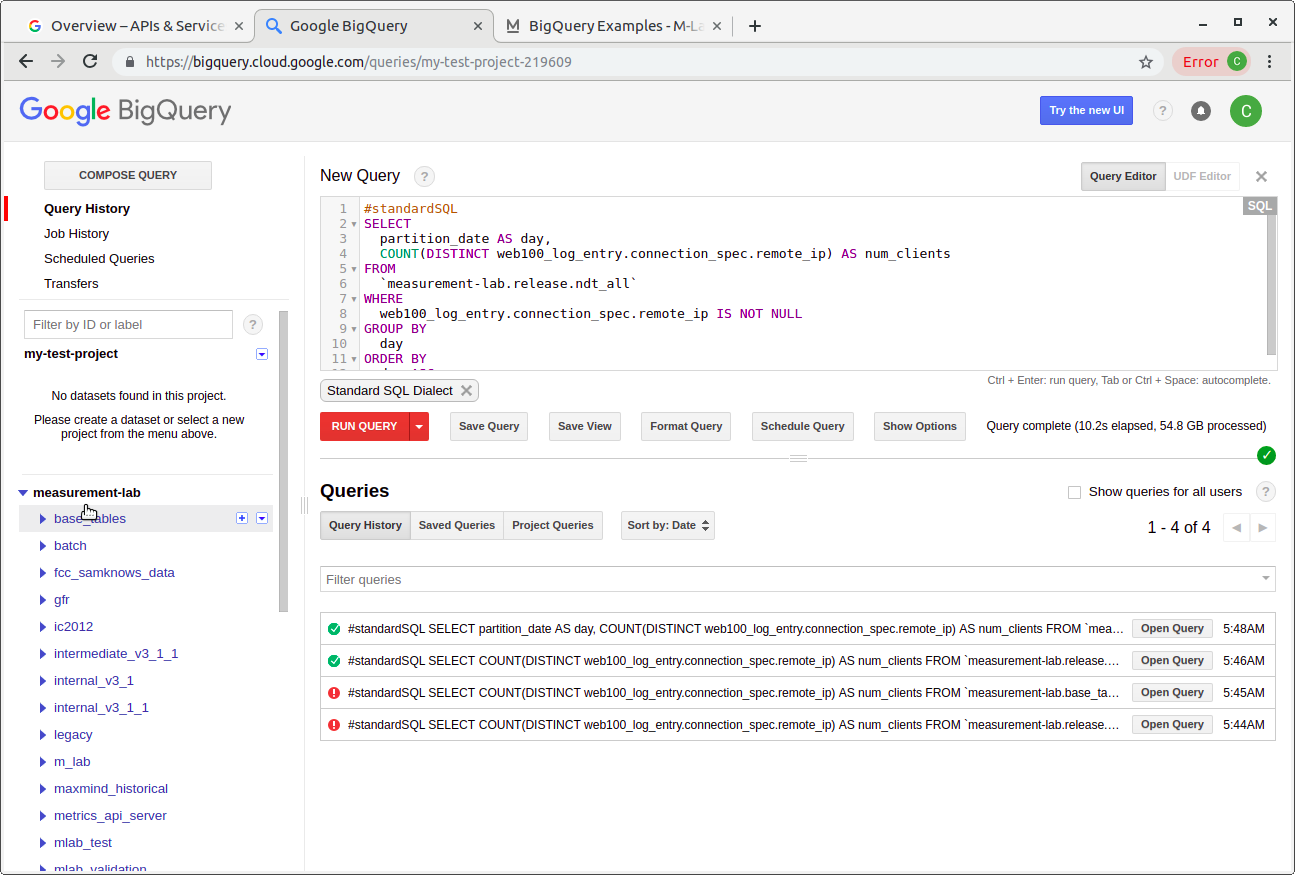 Overview – APIs & Service
Google BigQuery
BigQuery Examples - M-La
https://bigquery.cloud.google.com/queries/my-test-project-219609
Error C
Google BigQuery
Try the new UI
?
C
COMPOSE QUERY
Query History
Job History
Scheduled Queries
Transfers
Filter by ID or label
?
my-test-project
No datasets found in this project.
Please create a dataset or select a new
project from the menu above.
measurement-lab
base_tables
batch
fcc_samknows_data
gfr
ic2012
intermediate_v3_1_1
internal_v3_1
internal_v3_1_1
legacy
m_lab
maxmind_historical
metrics_api_server
mlab_test
mlab_validation
New Query ?
Query Editor UDF Editor
SQL
1 #standardSQL
2 SELECT
3 partition_date AS day,
4 COUNT(DISTINCT web100_log_entry.connection_spec.remote_ip) AS num_clients
5 FROM
6 `measurement-lab.release.ndt_all`
7 WHERE
8 web100_log_entry.connection_spec.remote_ip IS NOT NULL
9 GROUP BY
10 day
11 ORDER BY
Standard SQL Dialect
Ctrl + Enter: run query, Tab or Ctrl + Space: autocomplete.
RUN QUERY Save Query Save View Format Query Schedule Query Show Options Query complete (10.2s elapsed, 54.8 GB processed)
Queries
Show queries for all users ?
Query History Saved Queries Project Queries Sort by: Date 1 - 4 of 4
Filter queries
#standardSQL SELECT partition_date AS day, COUNT(DISTINCT web100_log_entry.connection_spec.remote_ip) AS num_clients FROM `mea… Open Query 5:48AM
#standardSQL SELECT COUNT(DISTINCT web100_log_entry.connection_spec.remote_ip) AS num_clients FROM `measurement-lab.release.… Open Query 5:46AM
#standardSQL SELECT COUNT(DISTINCT web100_log_entry.connection_spec.remote_ip) AS num_clients FROM `measurement-lab.base_ta… Open Query 5:45AM
#standardSQL SELECT COUNT(DISTINCT web100_log_entry.connection_spec.remote_ip) AS num_clients FROM `measurement-lab.release.… Open Query 5:44AM